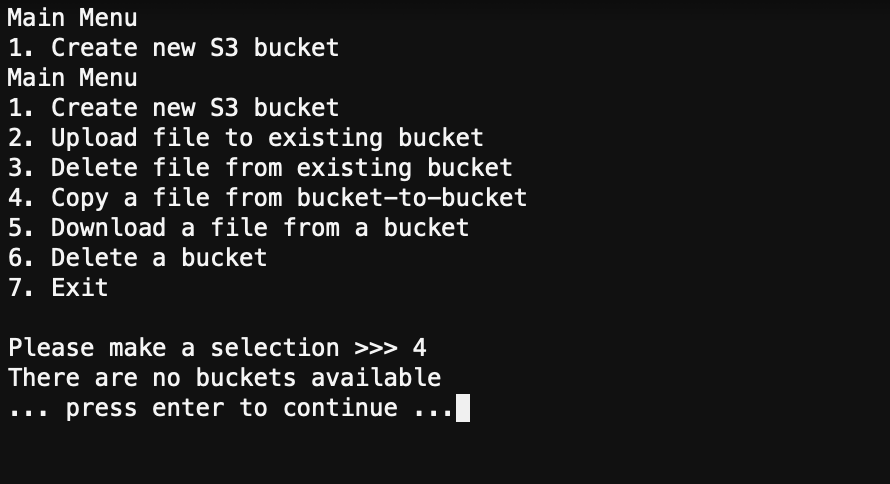 Main Menu
1. Create new S3 bucket
Main Menu
1. Create new S3 bucket
2. Upload file to existing bucket
3. Delete file from existing bucket
4. Copy a file from bucket-to-bucket
5. Download a file from a bucket
6. Delete a bucket
7. Exit
Please make a selection >>> 4
There are no buckets available
... press enter to continue ...